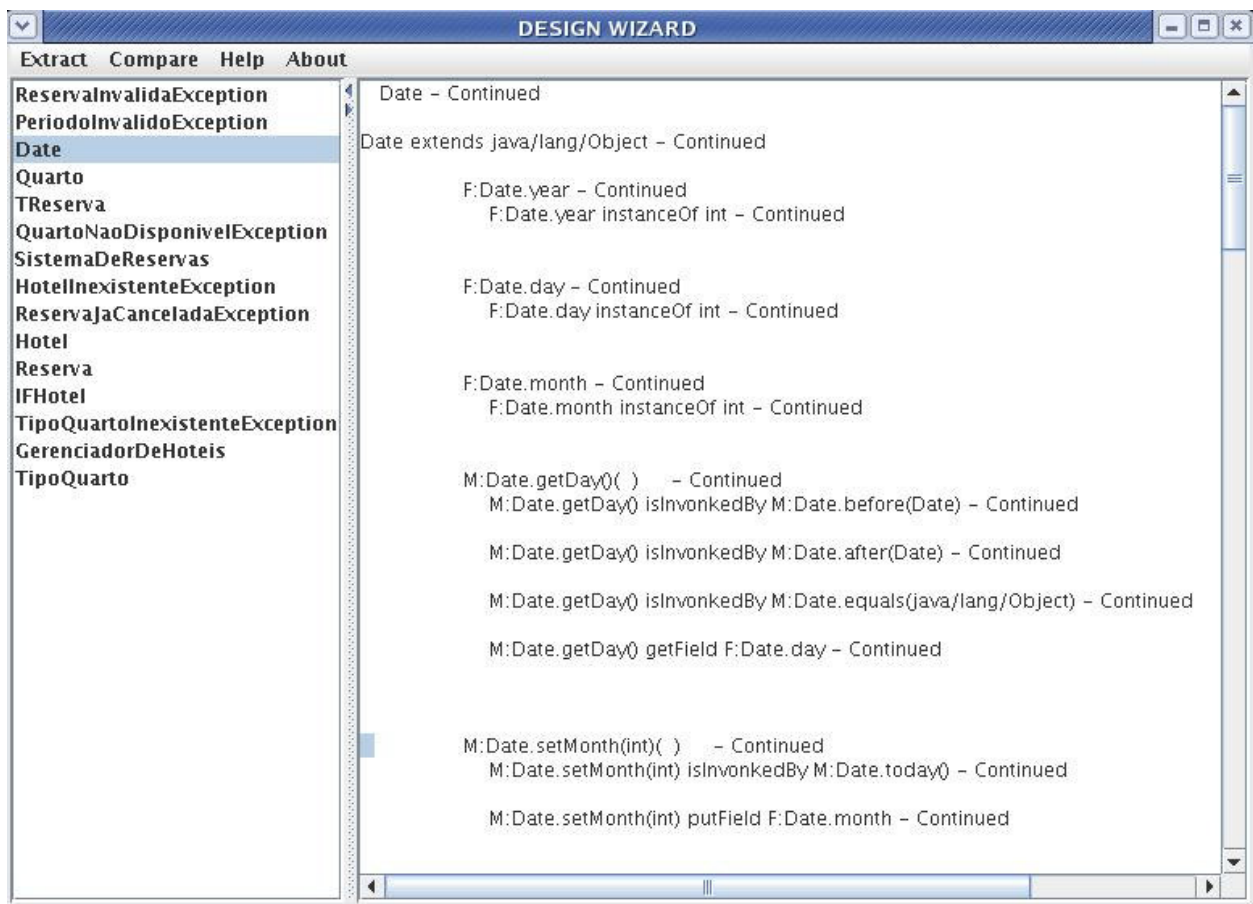 DESIGN WIZARD
Extract Compare Help About
ReservaInvalidaException
PeriodoInvalidoException
Date
Quarto
TReserva
QuartoNaoDisponivelException
SistemaDeReservas
HotelInexistenteException
ReservaJaCanceladaException
Hotel
Reserva
IFHotel
TipoQuartoInexistenteException
GerenciadorDeHoteis
TipoQuarto
Date – Continued
Date extends java/lang/Object – Continued
F:Date.year – Continued
F:Date.year instanceOf int – Continued
F:Date.day – Continued
F:Date.day instanceOf int – Continued
F:Date.month – Continued
F:Date.month instanceOf int – Continued
M:Date.getDay()( ) – Continued
M:Date.getDay() isInvonkedBy M:Date.before(Date) – Continued
M:Date.getDay() isInvonkedBy M:Date.after(Date) – Continued
M:Date.getDay() isInvonkedBy M:Date.equals(java/lang/Object) – Continued
M:Date.getDay() getField F:Date.day – Continued
M:Date.setMonth(int)( ) – Continued
M:Date.setMonth(int) isInvonkedBy M:Date.today() – Continued
M:Date.setMonth(int) putField F:Date.month – Continued